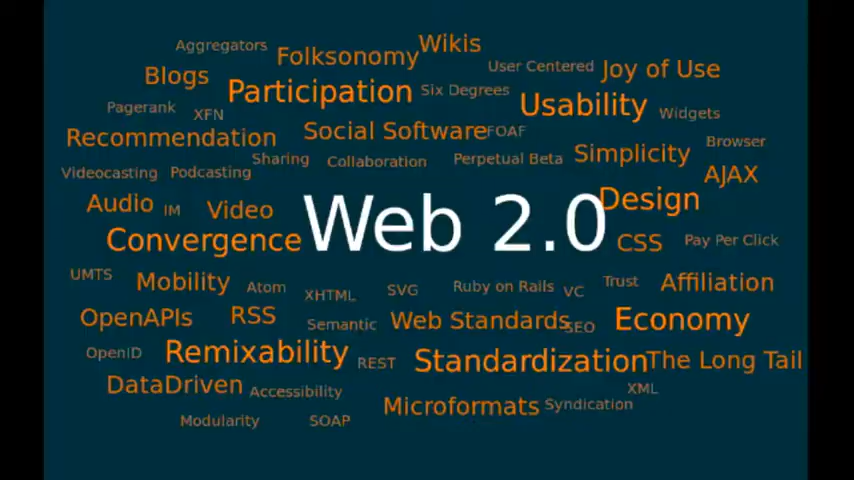 Aggregators Folksonomy Wikis
Blogs Participation Six Degrees User Centered Joy of Use
Pagerank XFN Usability Widgets
Recommendation Social Software FOAF Browser
Videocasting Podcasting Sharing Collaboration Perpetual Beta Simplicity AJAX
Audio IM Video Web 2.0 Design
Convergence CSS Pay Per Click
UMTS Mobility Atom XHTML SVG Ruby on Rails VC Trust Affiliation
OpenAPIs RSS Semantic Web Standards SEO Economy
OpenID Remixability REST Standardization The Long Tail
DataDriven Accessibility XML
Microformats Syndication
Modularity SOAP